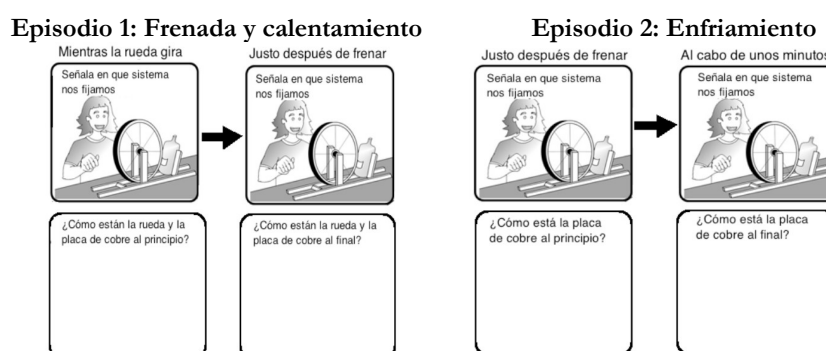 Episodio 1: Frenada y calentamiento
Mientras la rueda gira
Justo después de frenar
Señala en que sistema
nos fijamos
Señala en que sistema
nos fijamos
¿Cómo están la rueda y la
placa de cobre al principio?
¿Cómo están la rueda y la
placa de cobre al final?
Episodio 2: Enfriamiento
Justo después de frenar
Al cabo de unos minutos
Señala en que sistema
nos fijamos
Señala en que sistema
nos fijamos
¿Cómo está la placa
de cobre al principio?
¿Cómo está la placa
de cobre al final?